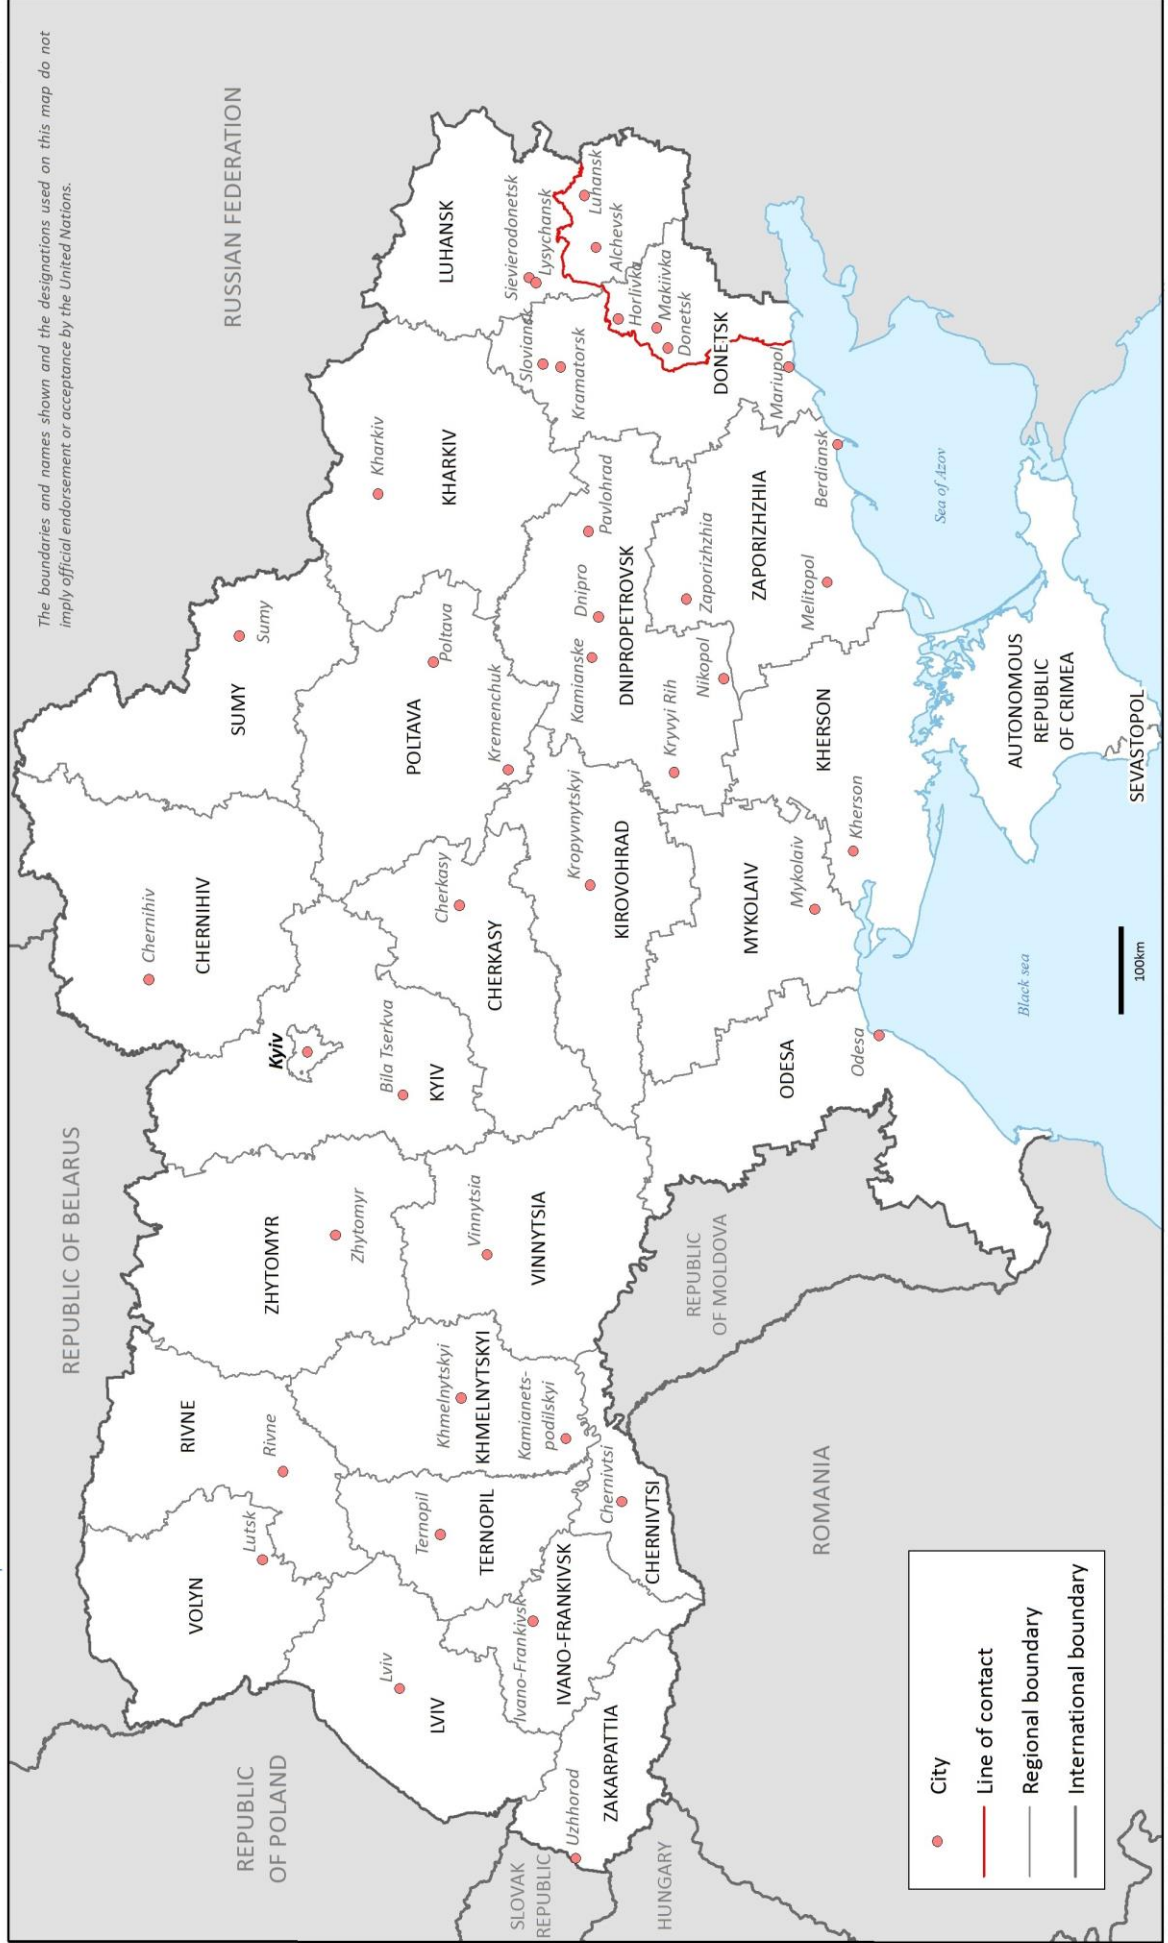 The boundaries and names shown and the designations used on this map do not
imply official endorsement or acceptance by the United Nations.
RUSSIAN FEDERATION
REPUBLIC OF BELARUS
REPUBLIC
OF POLAND
SLOVAK
REPUBLIC
HUNGARY
ROMANIA
REPUBLIC
OF MOLDOVA
VOLYN
Lutsk
RIVNE
Rivne
ZHYTOMYR
Zhytomyr
Kyiv
Bila Tserkva
KYIV
Chernihiv
CHERNIHIV
SUMY
Sumy
LVIV
Lviv
Ternopil
TERNOPIL
Khmelnytskyi
KHMELNYTSKYI
Kamianets-
podilskyi
Vinnytsia
VINNYTSIA
Cherkasy
CHERKASY
POLTAVA
Poltava
Kremenchuk
Kharkiv
KHARKIV
LUHANSK
Sievierodonetsk
Lysychansk
Luhansk
Alchevsk
Uzhhorod
ZAKARPATTIA
Ivano-Frankivsk
IVANO-FRANKIVSK
Chernivtsi
CHERNIVTSI
Kropyvnytskyi
KIROVOHRAD
Kamianske
Dnipro
Pavlohrad
DNIPROPETROVSK
Kryvyi Rih
Nikopol
Sloviansk
Kramatorsk
Horlivka
Makiivka
Donetsk
DONETSK
Mariupol
Zaporizhzhia
ZAPORIZHZHIA
Melitopol
Berdiansk
ODESA
Odesa
MYKOLAIV
Mykolaiv
KHERSON
Kherson
AUTONOMOUS
REPUBLIC
OF CRIMEA
SEVASTOPOL
Sea of Azov
Black sea
100km
City
Line of contact
Regional boundary
International boundary